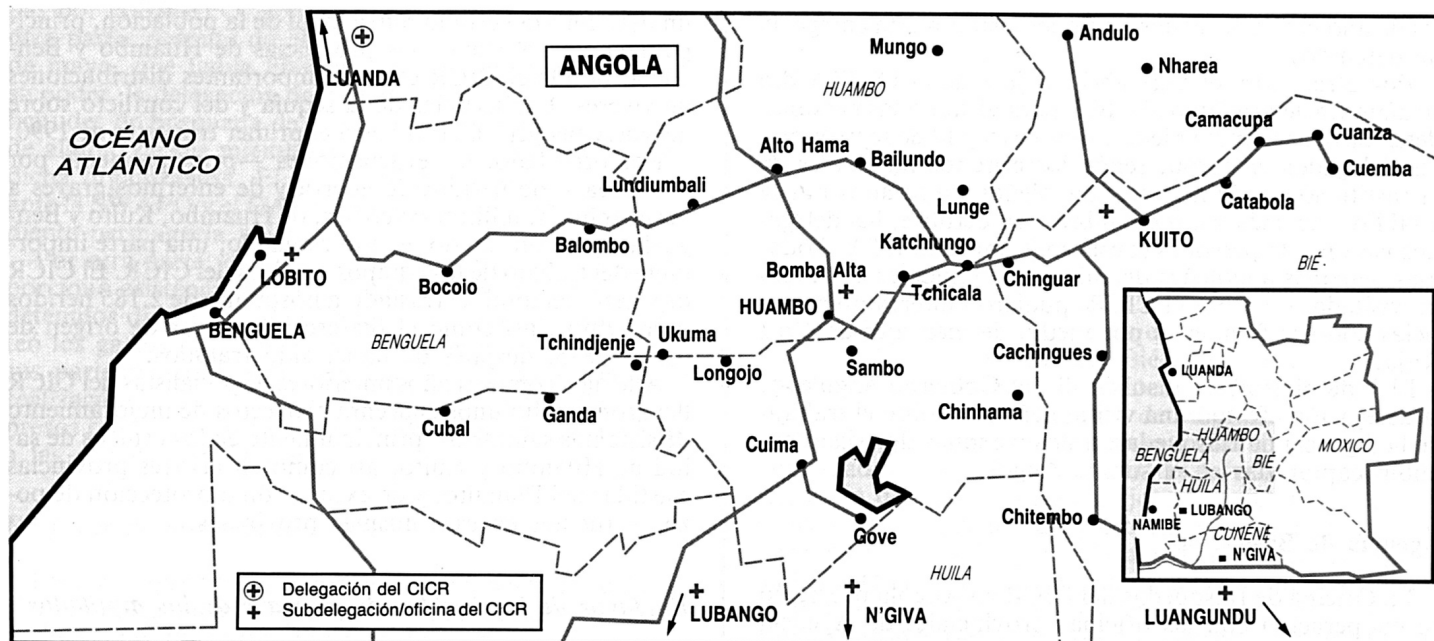 LUANDA
ANGOLA
OCÉANO
ATLÁNTICO
HUAMBO
Mungo
Andulo
Nharea
Camacupa
Cuanza
Cuemba
Catabola
Alto Hama
Bailundo
Lunge
Lundiumbali
Balombo
Katchiungo
KUITO
BIÉ
LOBITO
Bocoio
Bomba Alta
Tchicala
Chinguar
BENGUELA
HUAMBO
BENGUELA
Tchindjenje
Ukuma
Longojo
Sambo
Cachingues
Chinhama
Cubal
Ganda
Cuima
Gove
Chitembo
HUILA
Delegación del CICR
Subdelegación/oficina del CICR
LUBANGO
N'GIVA
LUANGUNDU
LUANDA
HUAMBO
BENGUELA
BIÉ
MOXICO
HUILA
LUBANGO
NAMIBE
CUNENE
N'GIVA